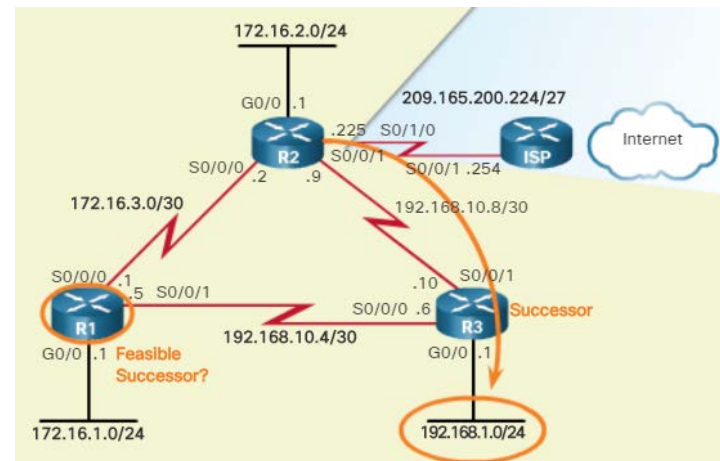 172.16.2.0/24
G0/0 .1
209.165.200.224/27
.225 S0/1/0
Internet
R2
S0/0/1
S0/0/1 .254
ISP
S0/0/0 .2
.9
172.16.3.0/30
192.168.10.8/30
S0/0/0 .1
.5 S0/0/1
.10 S0/0/1
S0/0/0 .6
Successor
R1
R3
192.168.10.4/30
G0/0 .1
Feasible
Successor?
G0/0 .1
172.16.1.0/24
192.168.1.0/24